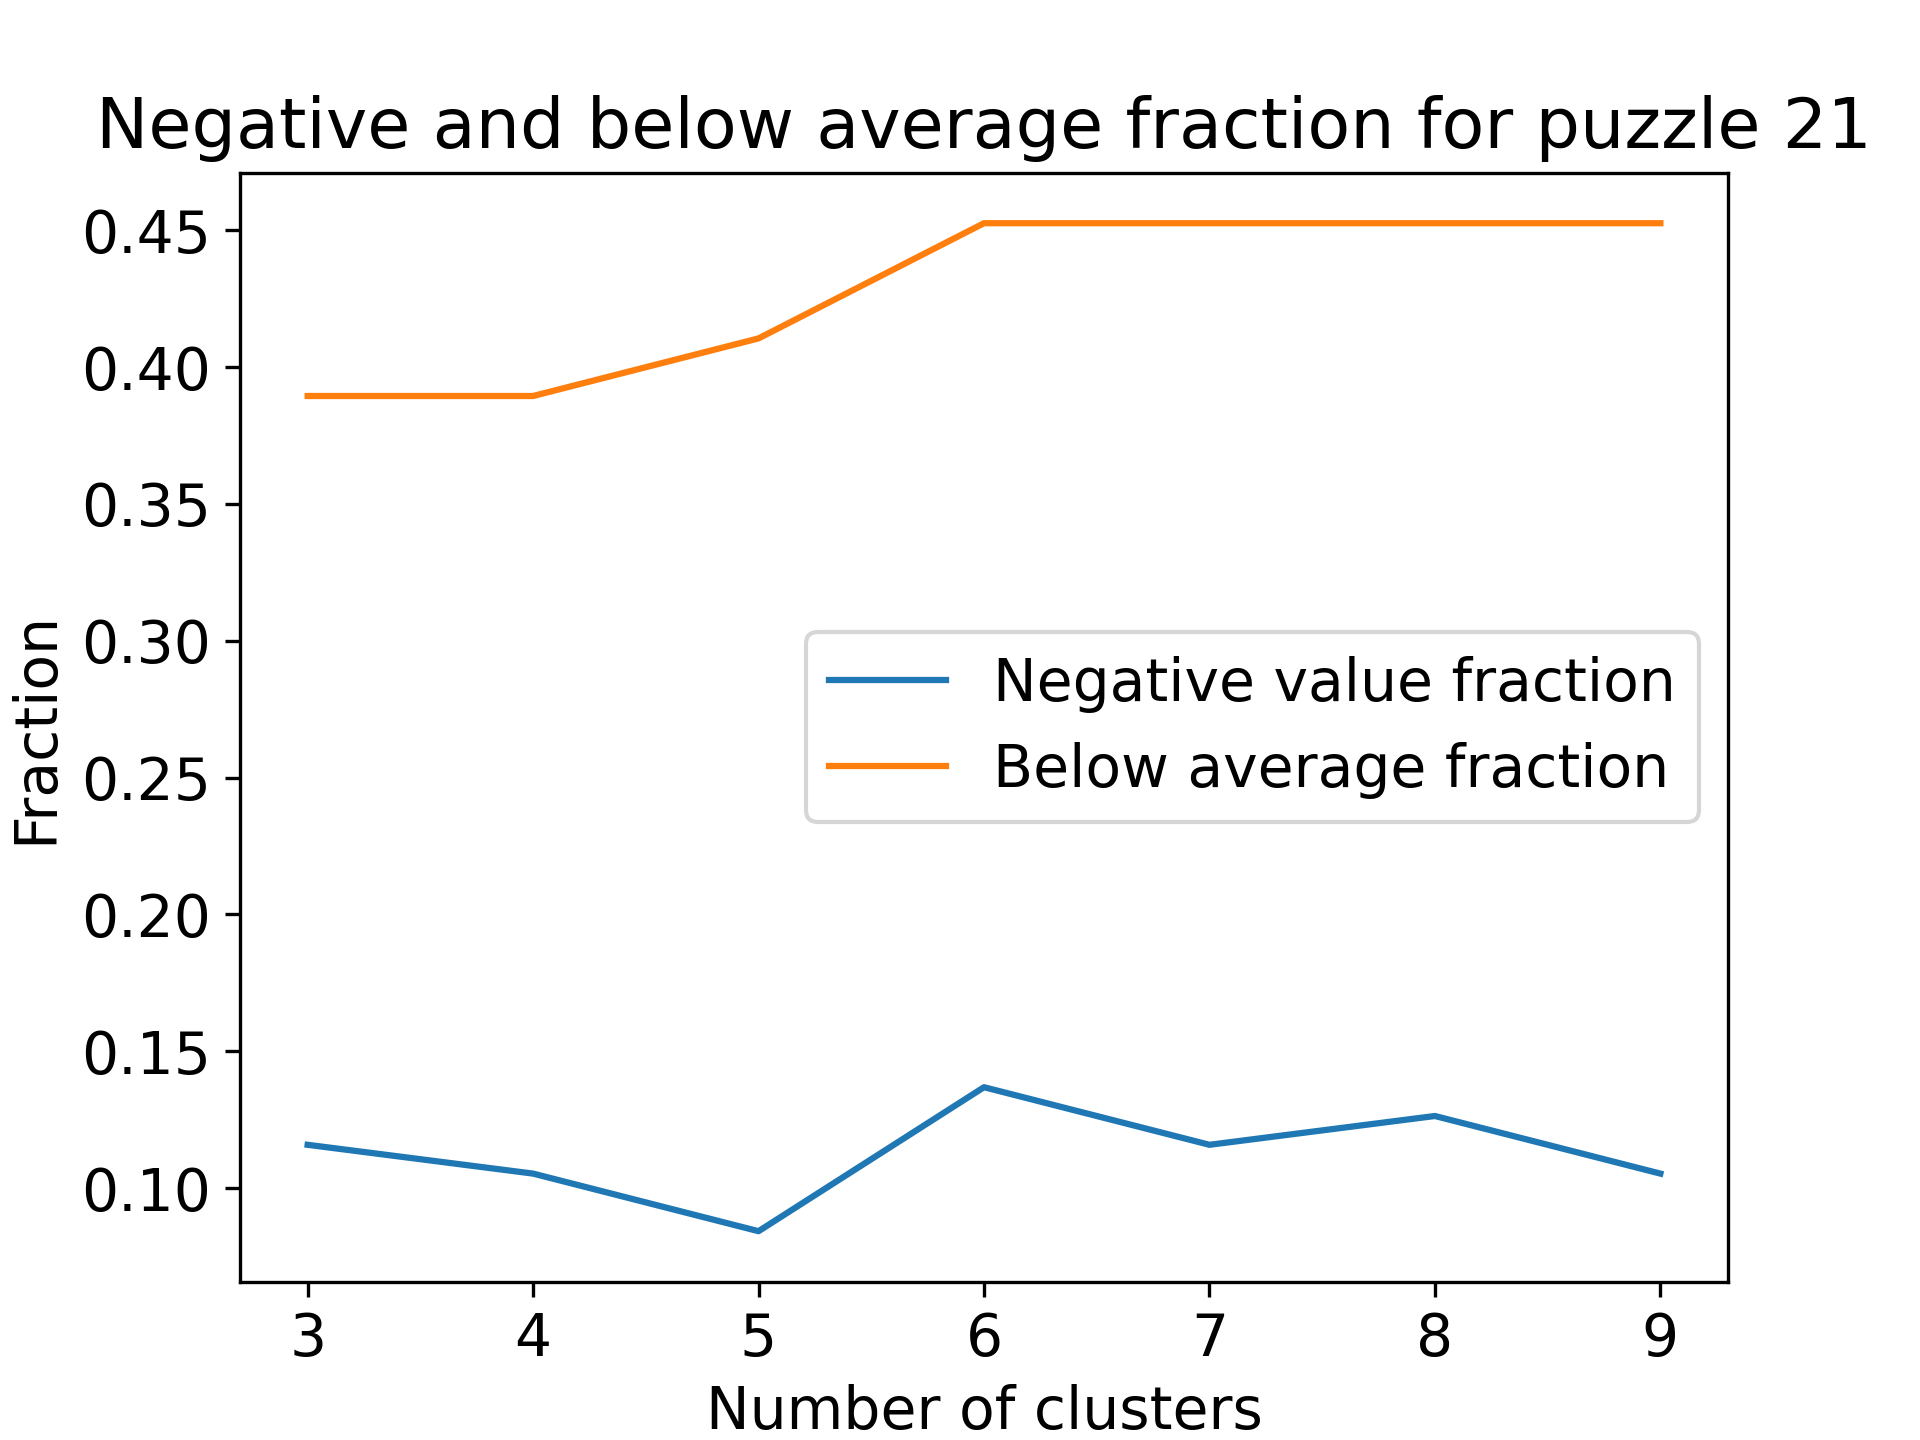 Negative and below average fraction for puzzle 21
0.45
0.40
0.35
0.30
0.25
0.20
0.15
0.10
Fraction
Negative value fraction
Below average fraction
3 4 5 6 7 8 9
Number of clusters